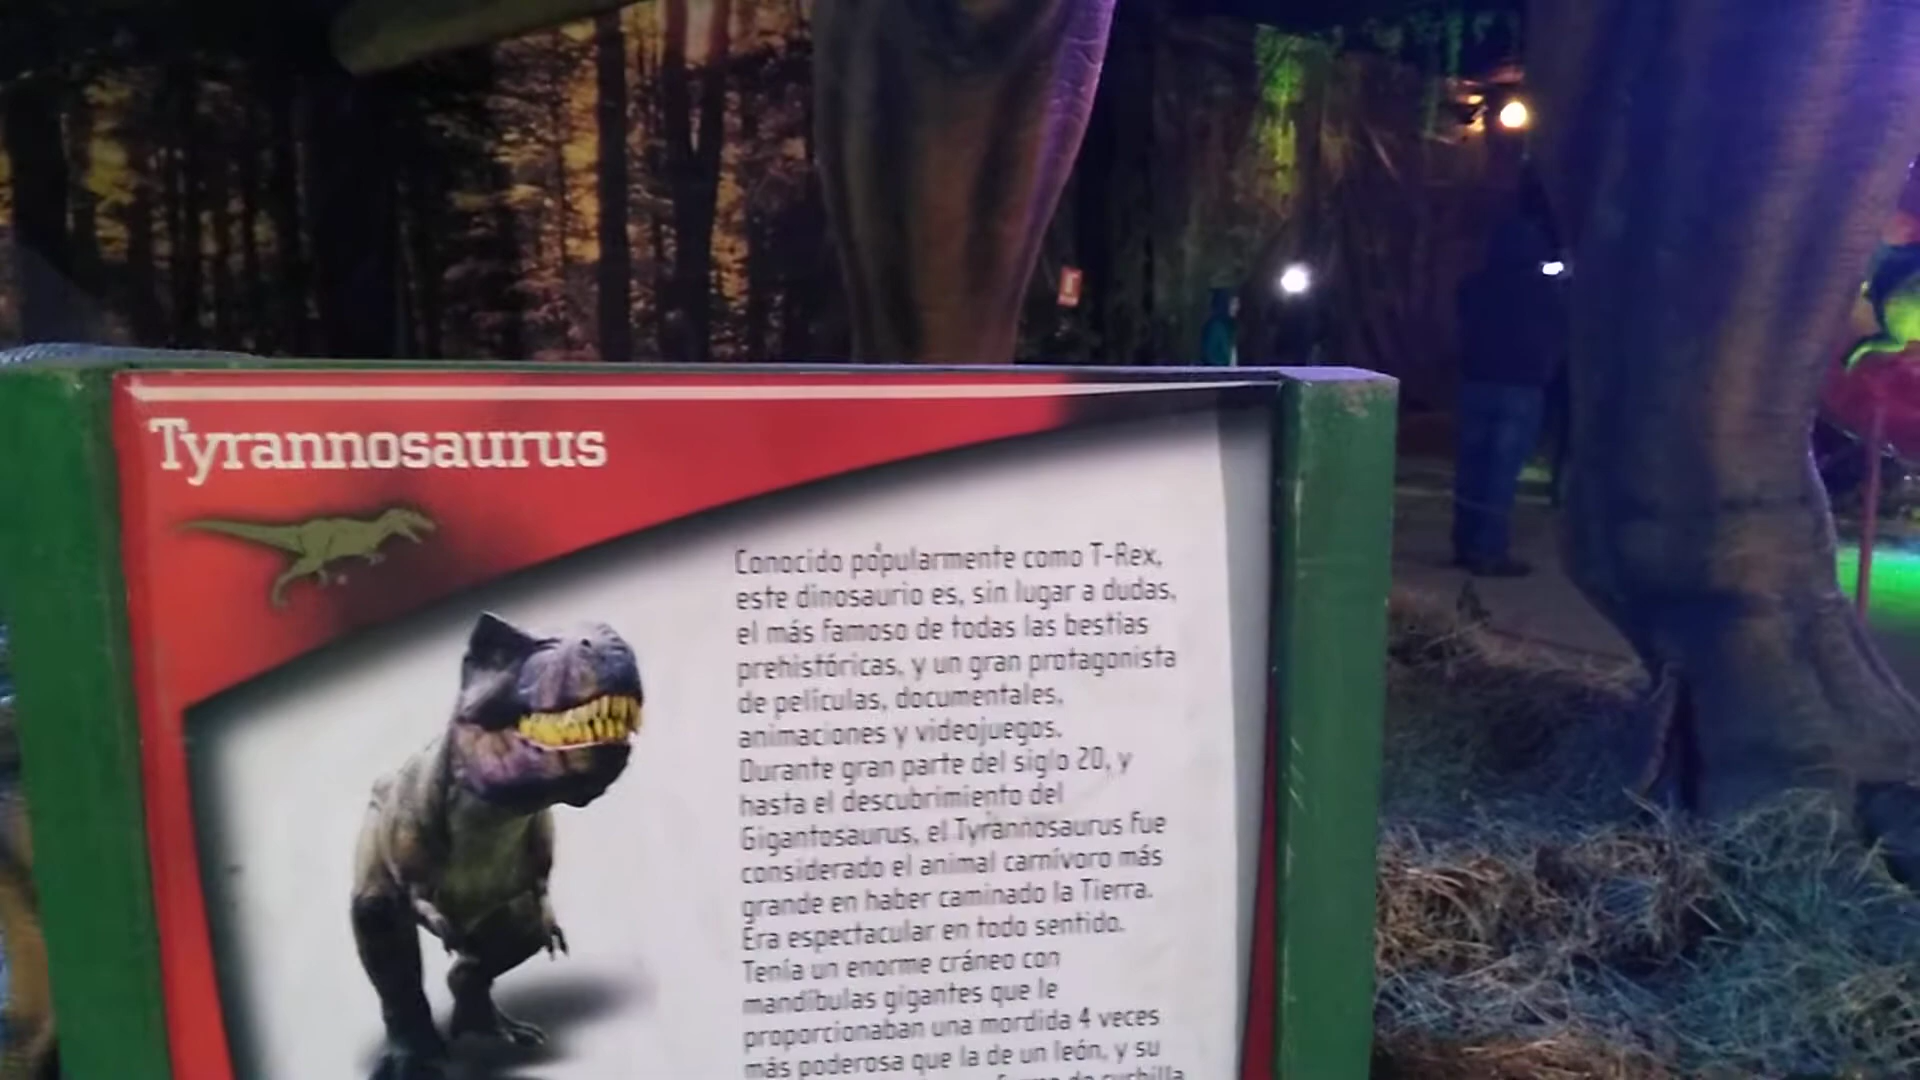 Tyrannosaurus
Conocido popularmente como T-Rex,
este dinosaurio es, sin lugar a dudas,
el más famoso de todas las bestias
prehistóricas, y un gran protagonista
de películas, documentales,
animaciones y videojuegos.
Durante gran parte del siglo 20, y
hasta el descubrimiento del
Gigantosaurus, el Tyrannosaurus fue
considerado el animal carnívoro más
grande en haber caminado la Tierra.
Era espectacular en todo sentido.
Tenía un enorme cráneo con
mandíbulas gigantes que le
proporcionaban una mordida 4 veces
más poderosa que la de un león, y su